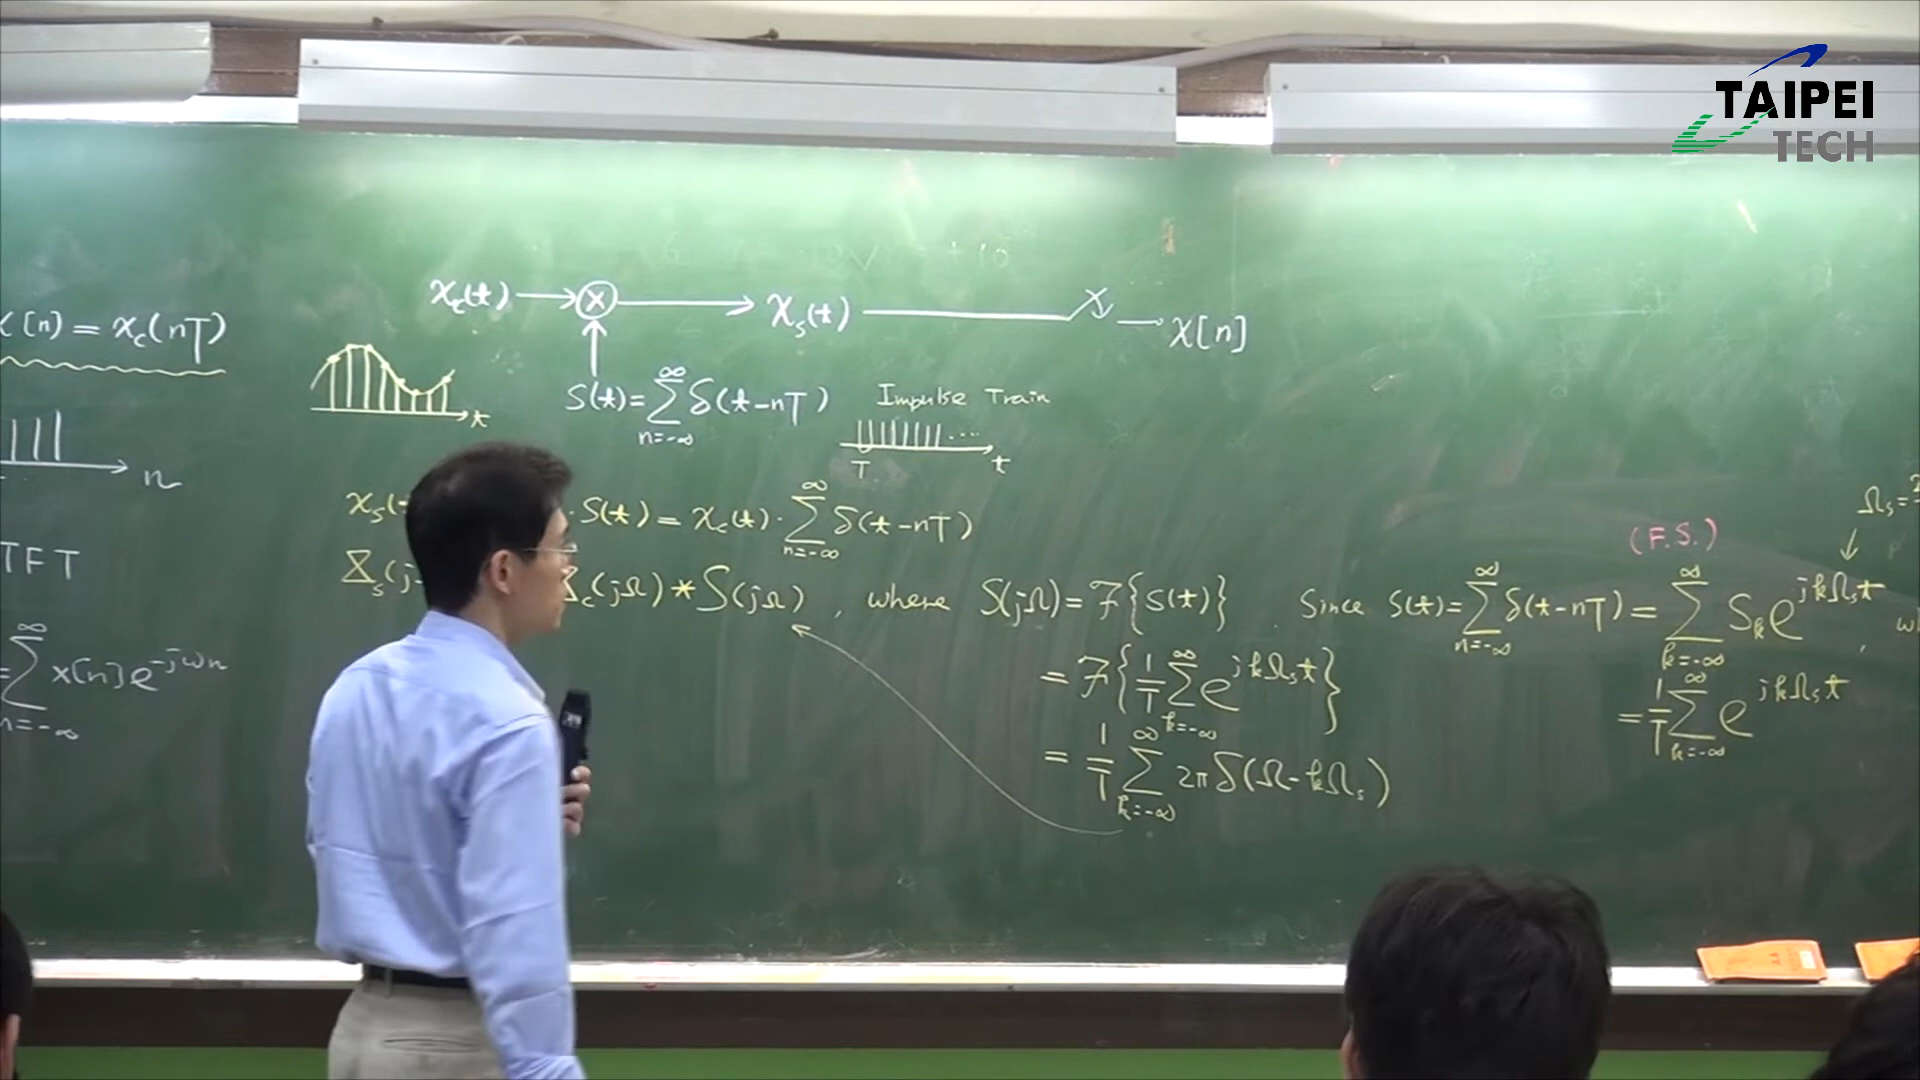 TAIPEI
TECH
x[n] = x_c(nT)
n
TFT
= Σ_{n=-∞}^{∞} x[n] e^{-jωn}
x_c(t) → ⊗ → x_s(t) → x[n]
t
S(t) = Σ_{n=-∞}^{∞} δ(t-nT)
Impulse Train
T t
x_s( · S(t) = x_c(t) · Σ_{n=-∞}^{∞} δ(t-nT)
X_s(j X_c(jΩ) * S(jΩ) , where S(jΩ) = F{S(t)} . Since S(t) = Σ_{n=-∞}^{∞} δ(t-nT) = Σ_{k=-∞}^{∞} S_k e^{jkΩ_s t} ,
(F.S.)
Ω_s =
= F{ 1/T Σ_{k=-∞}^{∞} e^{jkΩ_s t} }
= 1/T Σ_{k=-∞}^{∞} 2π δ(Ω-kΩ_s)
= 1/T Σ_{k=-∞}^{∞} e^{jkΩ_s t}